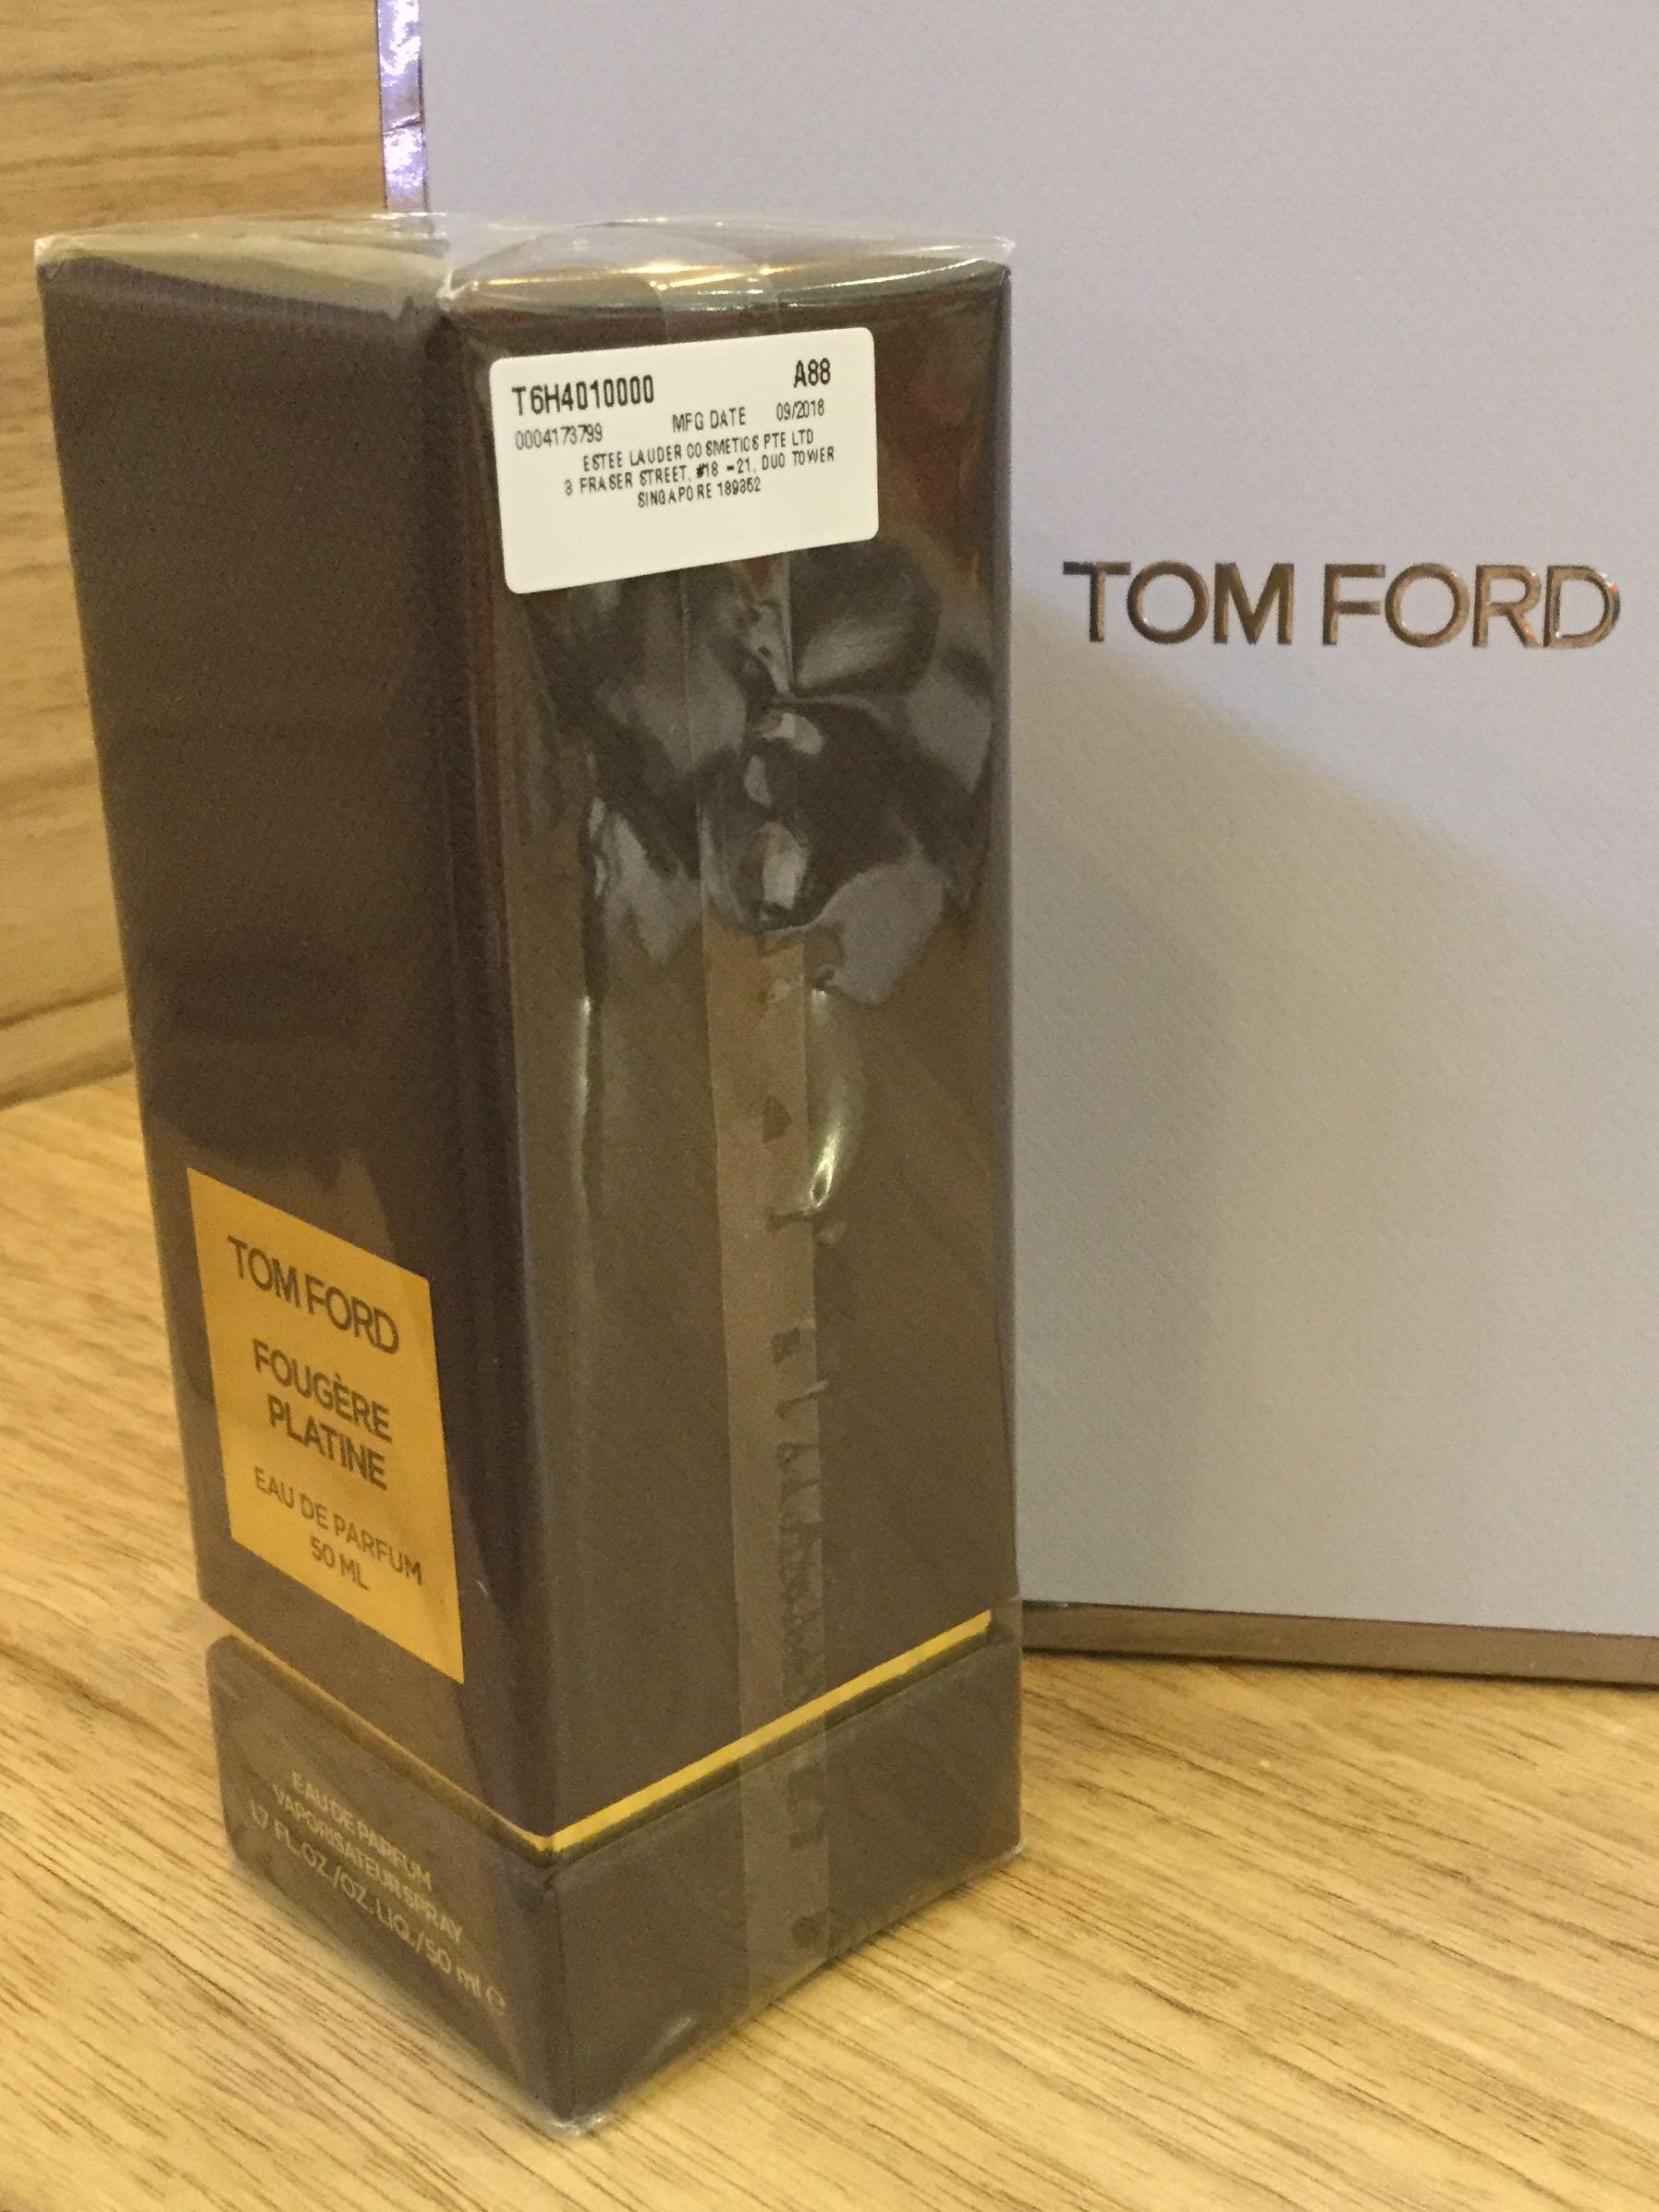 T6H4010000 A88
0004173799 MFG DATE 09/2018
ESTEE LAUDER COSMETICS PTE LTD
3 FRASER STREET, #18 -21, DUO TOWER
SINGAPORE 189352
TOM FORD
TOM FORD
FOUGÈRE
PLATINE
EAU DE PARFUM
50 ML
EAU DE PARFUM
VAPORISATEUR SPRAY
1.7 FL.OZ./OZ.LIQ./50 ml e